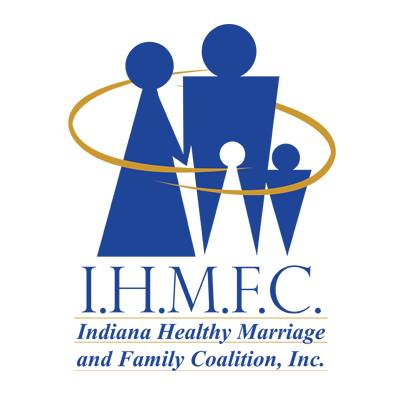 I.H.M.F.C.
Indiana Healthy Marriage
and Family Coalition, Inc.